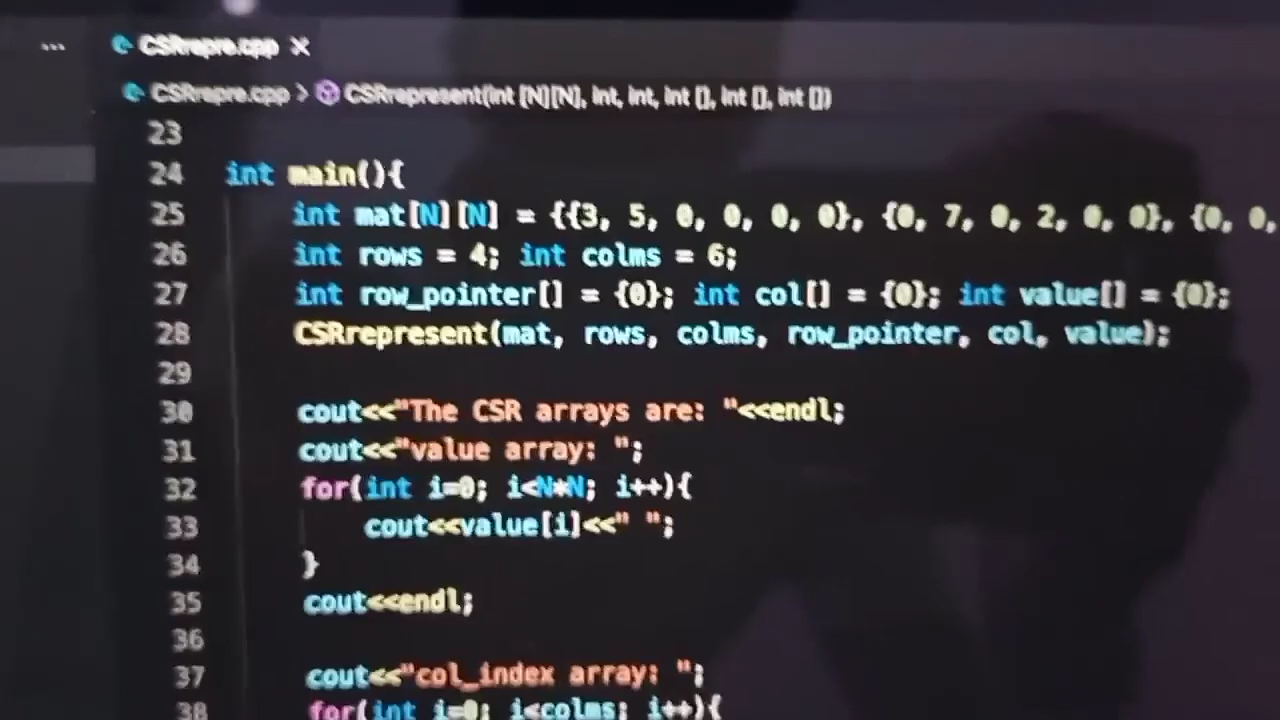 ... CSRrepre.cpp ×
CSRrepre.cpp > CSRrepresent(int [N][N], int, int, int [], int [], int [])
23
24 int main(){
25 int mat[N][N] = {{3, 5, 0, 0, 0, 0}, {0, 7, 0, 2, 0, 0}, {0, 0,
26 int rows = 4; int colms = 6;
27 int row_pointer[] = {0}; int col[] = {0}; int value[] = {0};
28 CSRrepresent(mat, rows, colms, row_pointer, col, value);
29
30 cout<<"The CSR arrays are: "<<endl;
31 cout<<"value array: ";
32 for(int i=0; i<N*N; i++){
33 cout<<value[i]<<" ";
34 }
35 cout<<endl;
36
37 cout<<"col_index array: ";
38 for(int i=0; i<colms; i++){